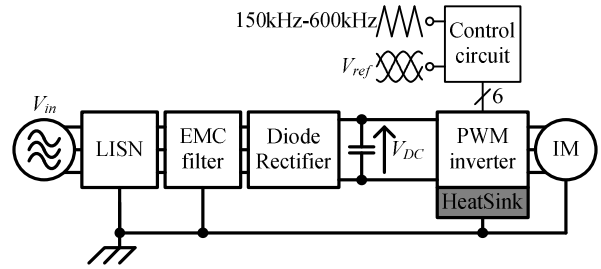 150kHz-600kHz
Control
circuit
Vref
6
Vin
LISN
EMC
filter
Diode
Rectifier
VDC
PWM
inverter
IM
HeatSink